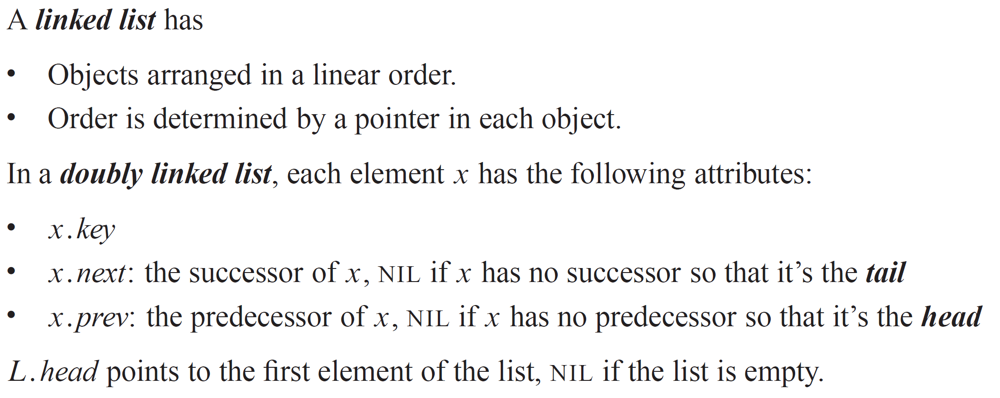 A linked list has
• Objects arranged in a linear order.
• Order is determined by a pointer in each object.
In a doubly linked list, each element x has the following attributes:
• x.key
• x.next: the successor of x, NIL if x has no successor so that it’s the tail
• x.prev: the predecessor of x, NIL if x has no predecessor so that it’s the head
L.head points to the first element of the list, NIL if the list is empty.